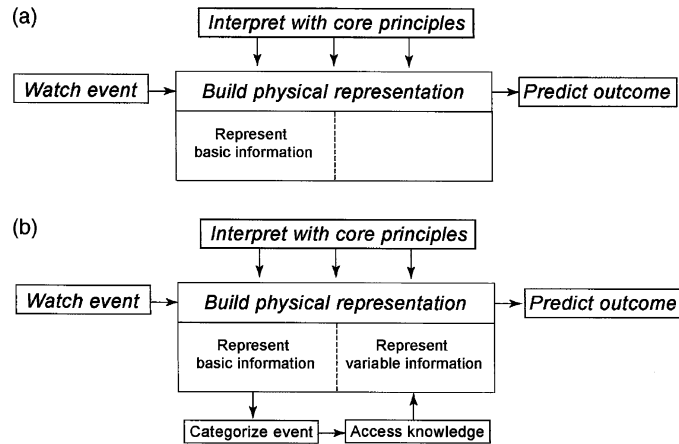 (a)
Interpret with core principles
Watch event
Build physical representation
Predict outcome
Represent
basic information
(b)
Interpret with core principles
Watch event
Build physical representation
Predict outcome
Represent
basic information
Represent
variable information
Categorize event
Access knowledge